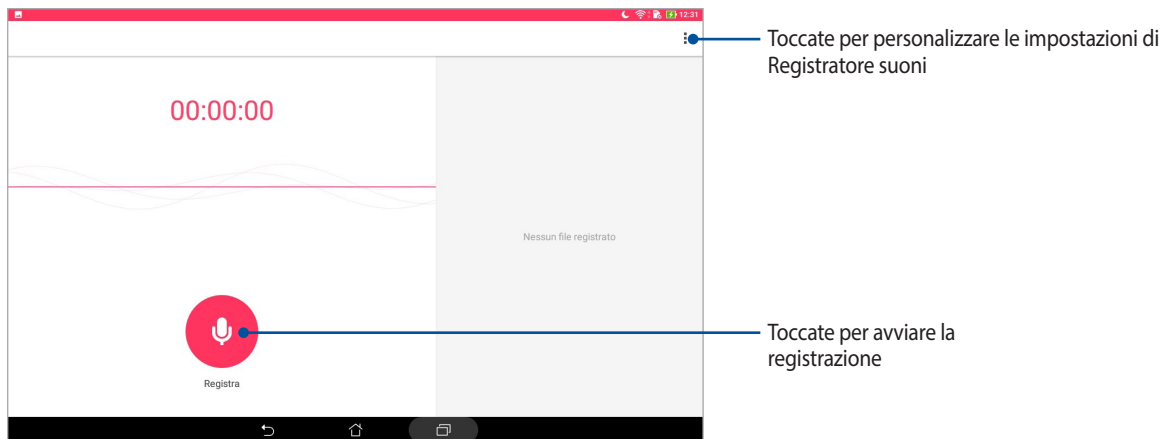 12:31
Toccate per personalizzare le impostazioni di
Registratore suoni
00:00:00
Nessun file registrato
Toccate per avviare la
registrazione
Registra